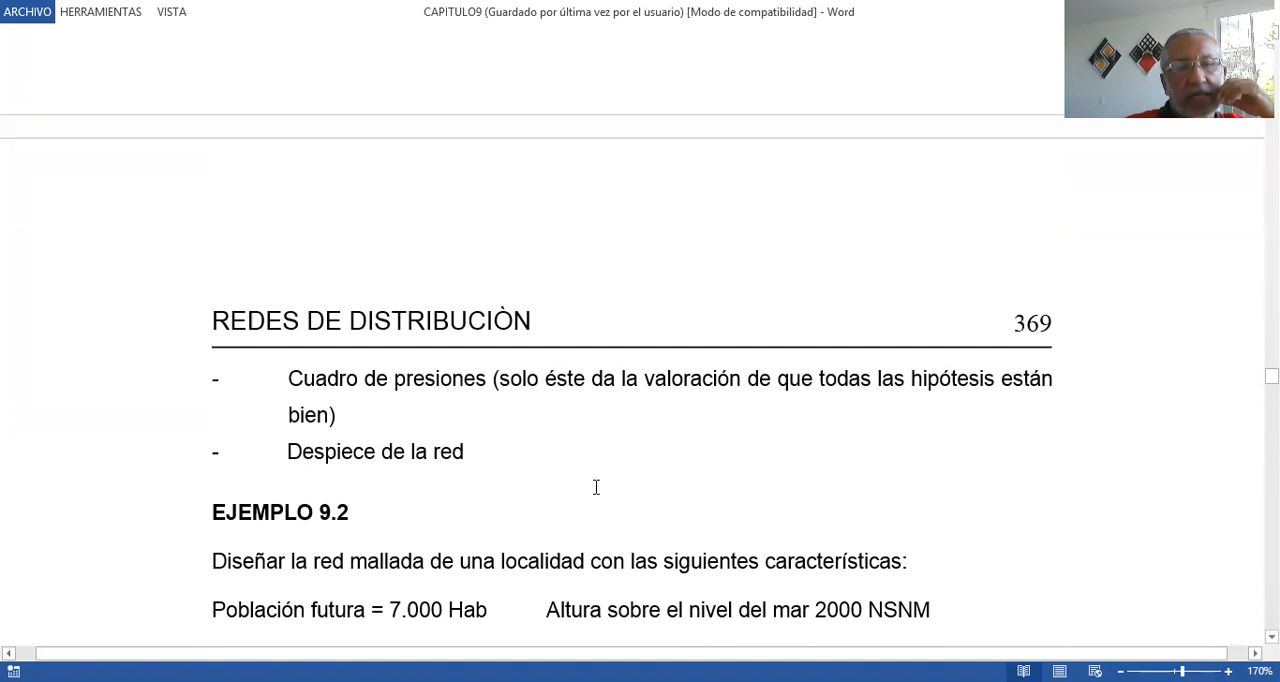 ARCHIVO HERRAMIENTAS VISTA CAPITULO9 (Guardado por última vez por el usuario) [Modo de compatibilidad] - Word
REDES DE DISTRIBUCIÒN 369
- Cuadro de presiones (solo éste da la valoración de que todas las hipótesis están
bien)
- Despiece de la red
EJEMPLO 9.2
Diseñar la red mallada de una localidad con las siguientes características:
Población futura = 7.000 Hab Altura sobre el nivel del mar 2000 NSNM
170%